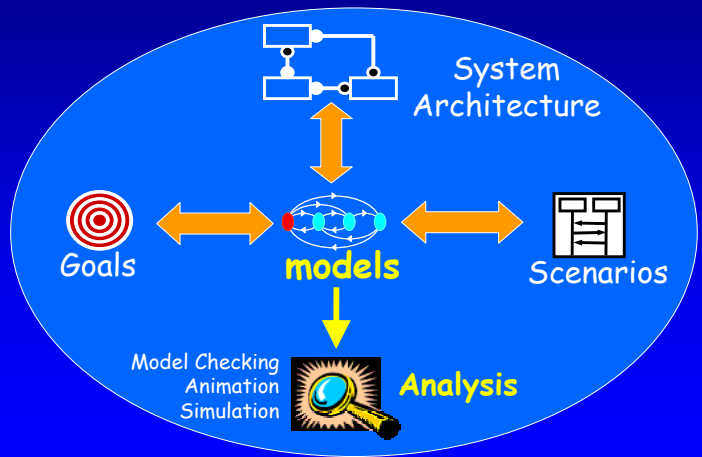 System
Architecture
Goals
models
Scenarios
Model Checking
Animation
Simulation
Analysis